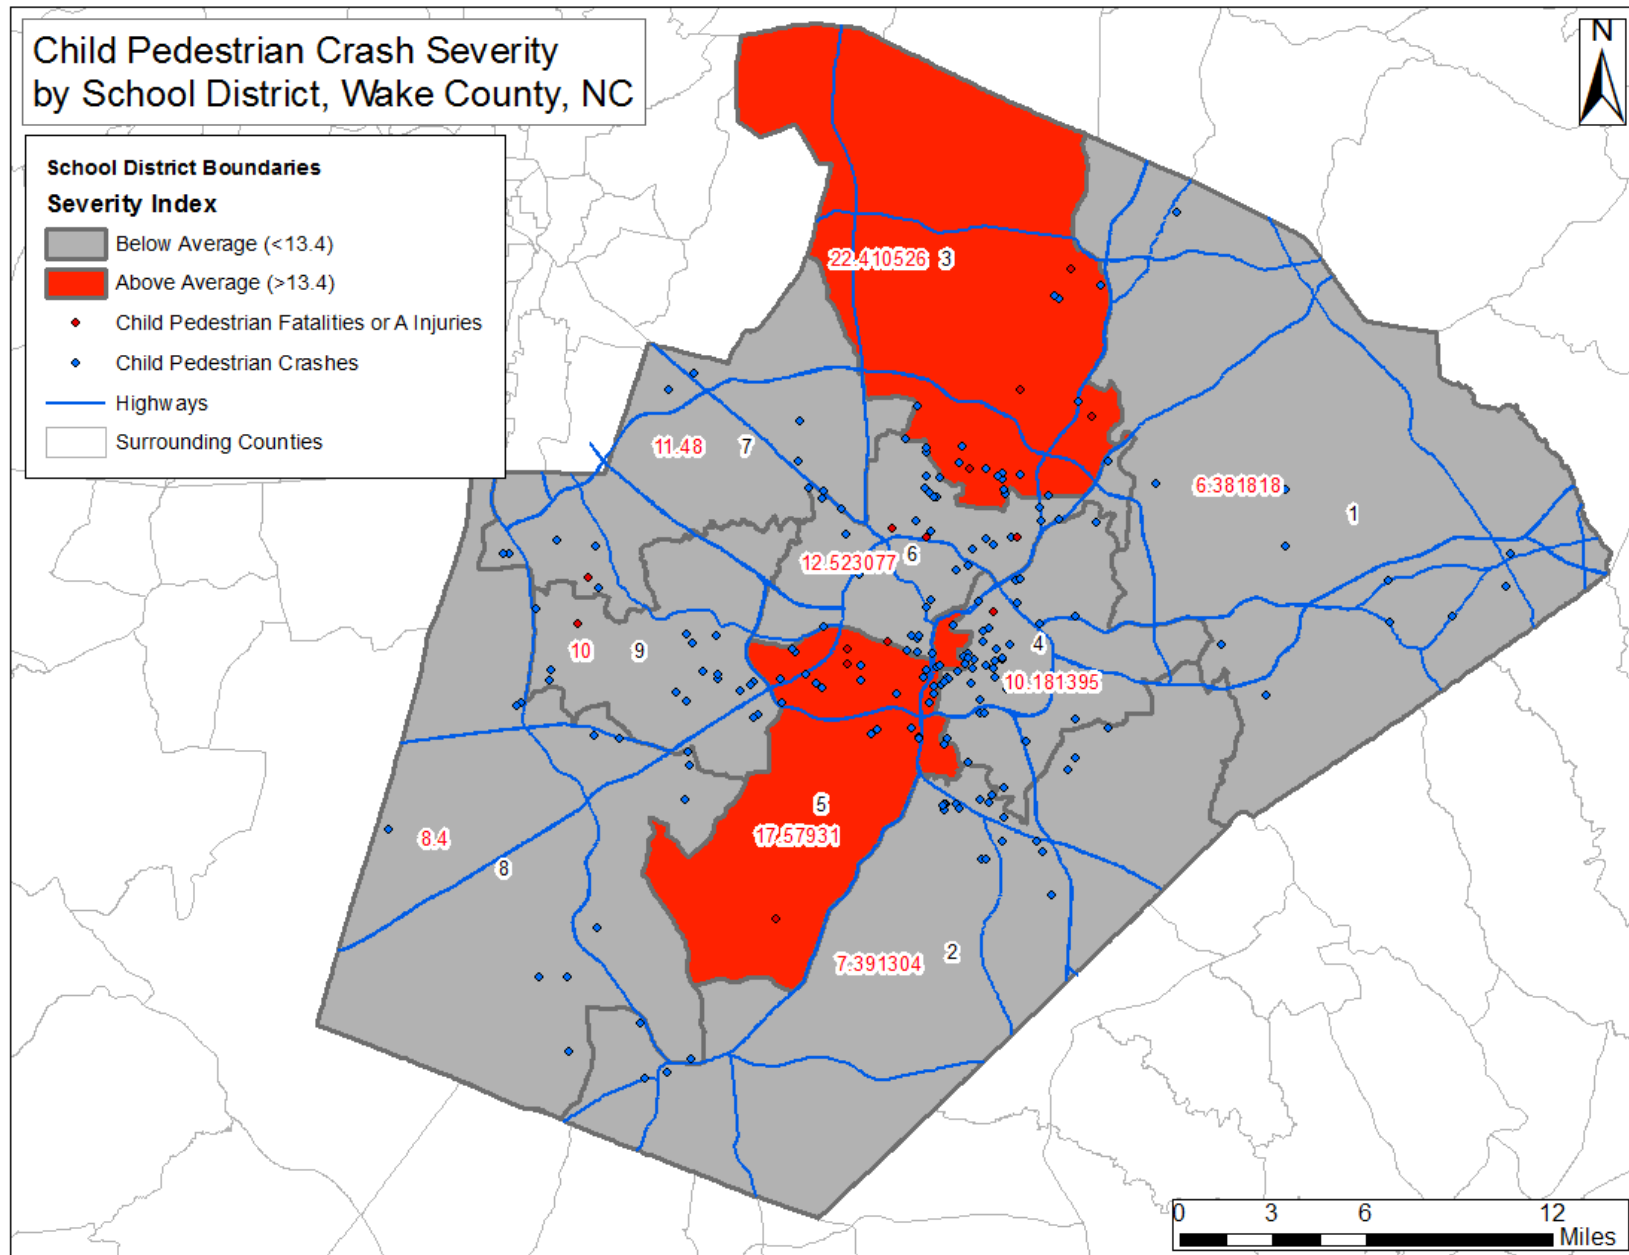 Child Pedestrian Crash Severity
by School District, Wake County, NC
N
School District Boundaries
Severity Index
Below Average (<13.4)
Above Average (>13.4)
Child Pedestrian Fatalities or A Injuries
Child Pedestrian Crashes
Highways
Surrounding Counties
22.410526 3
11.48 7
6.381818
1
6
12.523077
4
10 9
10.181395
5
17.57931
8.4
8
2
7.391304
0 3 6 12
Miles